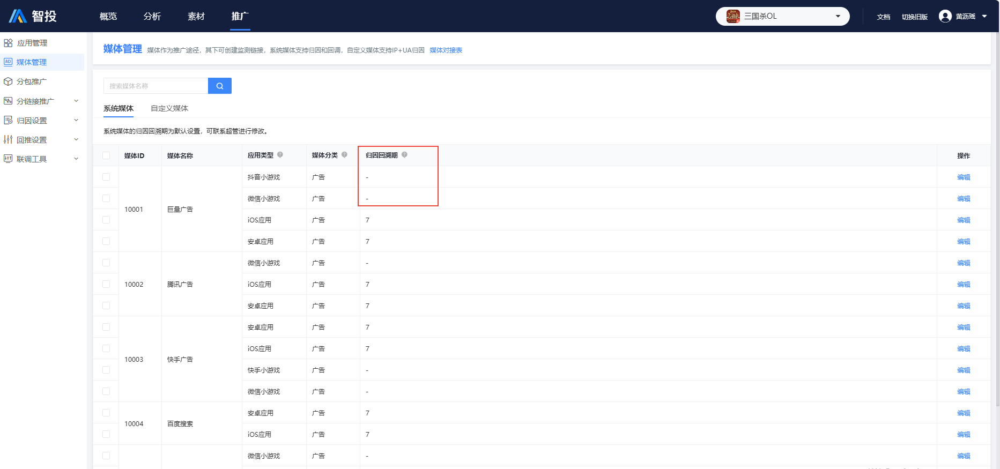 智投
概览
分析
素材
推广
三国杀OL
文档
切换旧版
黄沥瑶
应用管理
媒体管理
分包推广
分链接推广
归因设置
回推设置
联调工具
媒体管理 媒体作为推广途径，其下可创建监测链接，系统媒体支持归因和回调，自定义媒体支持IP+UA归因 媒体对接表
搜索媒体名称
系统媒体 自定义媒体
系统媒体的归因回溯期为默认设置，可联系超管进行修改。
媒体ID 媒体名称 应用类型 媒体分类 归因回溯期 操作
抖音小游戏 广告 - 编辑
微信小游戏 广告 - 编辑
10001 巨量广告
iOS应用 广告 7 编辑
安卓应用 广告 7 编辑
微信小游戏 广告 - 编辑
10002 腾讯广告 iOS应用 广告 7 编辑
安卓应用 广告 7 编辑
安卓应用 广告 7 编辑
iOS应用 广告 7 编辑
10003 快手广告
快手小游戏 广告 - 编辑
微信小游戏 广告 - 编辑
安卓应用 广告 7 编辑
10004 百度搜索
iOS应用 广告 7 编辑
微信小游戏 广告 - 编辑